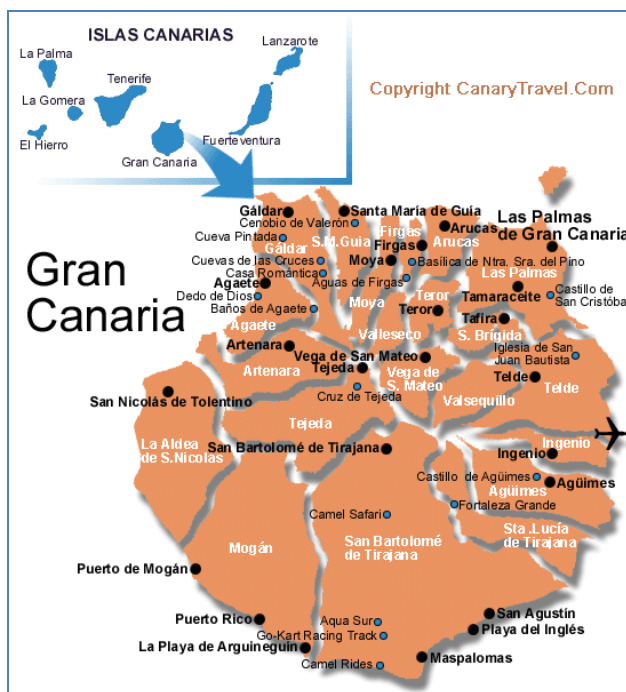 ISLAS CANARIAS
Lanzarote
La Palma
Tenerife
La Gomera
El Hierro
Fuerteventura
Gran Canaria
Copyright CanaryTravel.Com
Gran
Canaria
Gáldar
Santa María de Guía
Cenobio de Valerón
Firgas
Arucas
Las Palmas
de Gran Canaria
Cueva Pintada
S.M.Guia
Arucas
Gáldar
Firgas
Cuevas de las Cruces
Moya
Basílica de Ntra. Sra. del Pino
Casa Romántica
Las Palmas
Agaete
Aguas de Firgas
Tamaraceite
Dedo de Dios
Moya
Teror
Castillo de
San Cristóba
Baños de Agaete
Teror
Tafira
Agaete
Valleseco
S. Brígida
Artenara
Iglesia de San
Juan Bautista
Vega de San Mateo
Artenara
Tejeda
Vega de
S. Mateo
Telde
Telde
San Nicolás de Tolentino
Cruz de Tejeda
Valsequillo
Tejeda
La Aldea
de S.Nicolas
San Bartolomé de Tirajana
Ingenio
Ingenio
Castillo de Agüimes
Agüimes
Agüimes
Fortaleza Grande
Camel Safari
Sta .Lucía
de Tirajana
Mogán
San Bartolomé
de Tirajana
Puerto de Mogán
San Agustín
Puerto Rico
Aqua Sur
Playa del Inglés
Go-Kart Racing Track
La Playa de Arguineguín
Maspalomas
Camel Rides